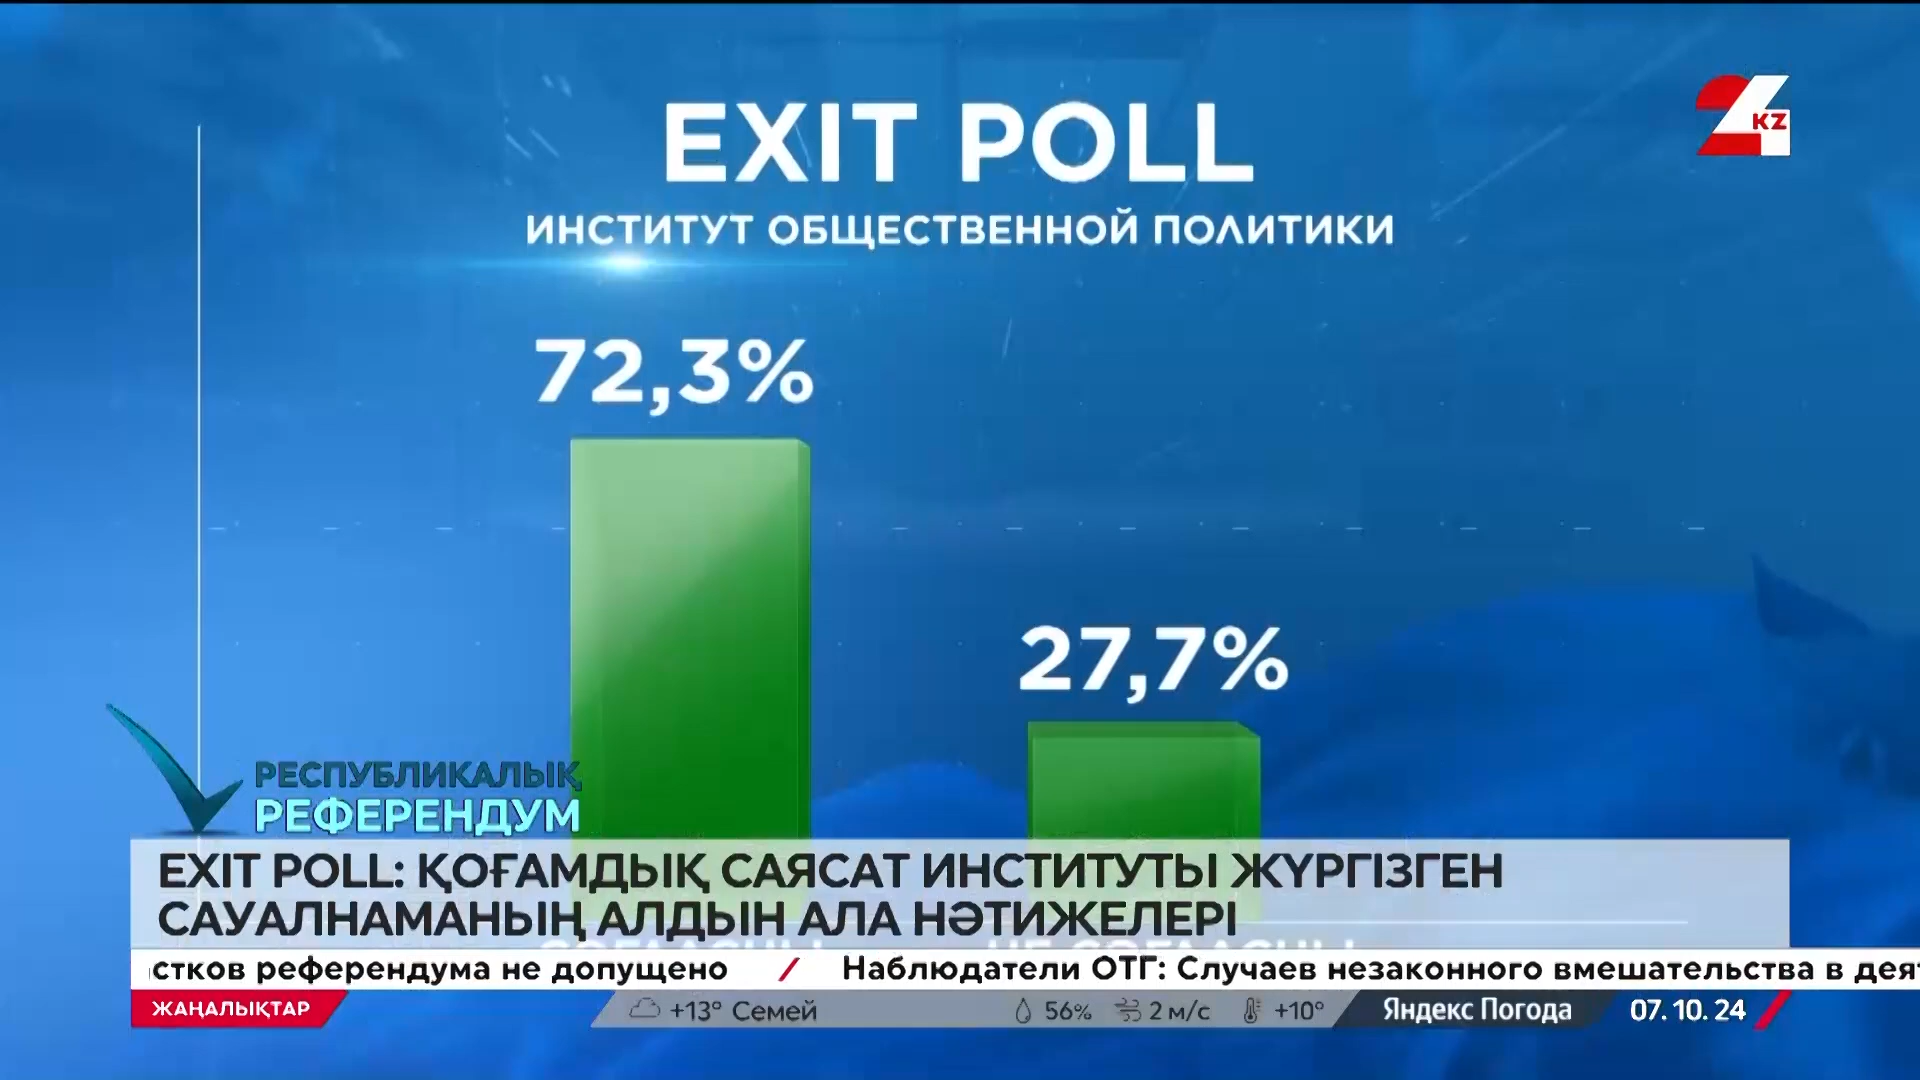 EXIT POLL
24 KZ
ИНСТИТУТ ОБЩЕСТВЕННОЙ ПОЛИТИКИ
72,3%
27,7%
РЕСПУБЛИКАЛЫҚ
РЕФЕРЕНДУМ
EXIT POLL: ҚОҒАМДЫҚ САЯСАТ ИНСТИТУТЫ ЖҮРГІЗГЕН
САУАЛНАМАНЫҢ АЛДЫН АЛА НӘТИЖЕЛЕРІ
стков референдума не допущено / Наблюдатели ОТГ: Случаев незаконного вмешательства в дея
ЖАҢАЛЫҚТАР
+13° Семей 56% 2 м/с +10° Яндекс Погода 07.10.24